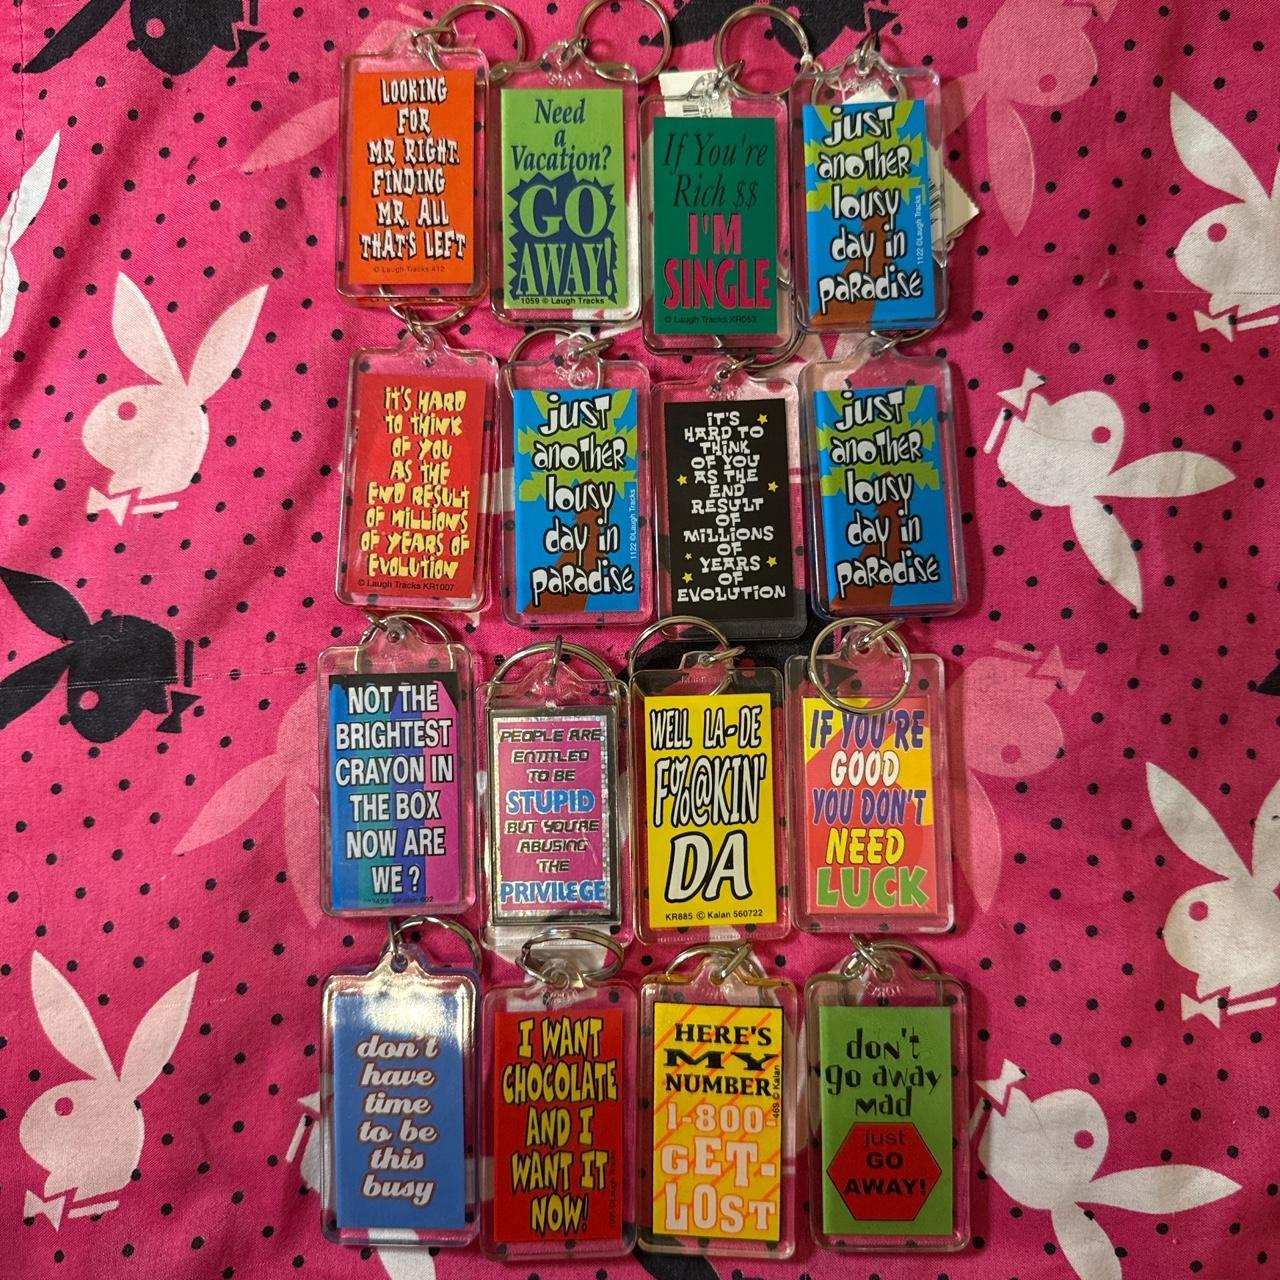 LOOKING
FOR
MR RIGHT.
FINDING
MR. ALL
THAT'S LEFT
© Laugh Tracks 412
Need
a
Vacation?
GO
AWAY!
1059 © Laugh Tracks
If You're
Rich $$
I'M
SINGLE
© Laugh Tracks KR053
just
another
lousy
day in
paradise
1122 ©Laugh Tracks
IT'S HARD
TO THINK
OF YOU
AS THE
END RESULT
OF MILLIONS
OF YEARS OF
EVOLUTION
© Laugh Tracks KR1007
just
another
lousy
day in
paradise
1122 ©Laugh Tracks
IT'S
HARD TO
THINK
OF YOU
AS THE
END
RESULT
OF
MILLIONS
OF
YEARS
OF
EVOLUTION
just
another
lousy
day in
paradise
NOT THE
BRIGHTEST
CRAYON IN
THE BOX
NOW ARE
WE ?
©Kalan 602
PEOPLE ARE
ENTITLED
TO BE
STUPID
BUT YOU'RE
ABUSING
THE
PRIVILEGE
WELL LA-DE
F%@KIN'
DA
KR885 © Kalan 560722
IF YOU'RE
GOOD
YOU DON'T
NEED
LUCK
don't
have
time
to be
this
busy
I WANT
CHOCOLATE
AND I
WANT IT
NOW!
HERE'S
MY
NUMBER
1-800-
GET-
LOST
469 © Kalan
don't
go away
mad
just
GO
AWAY!